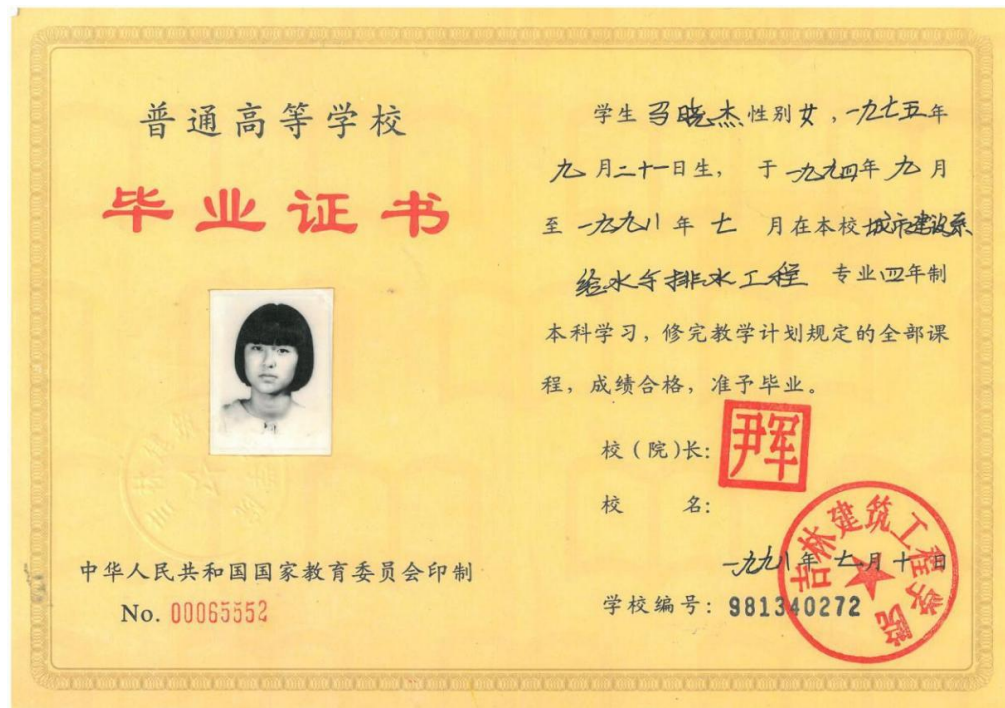 普通高等学校
毕业证书
中华人民共和国国家教育委员会印制
No. 00065552
学生 晓杰 性别 女，一九七五年
九月二十一日生， 于一九九四年九月
至一九九八年七 月在本校城市建设系
给水与排水工程 专业四年制
本科学习，修完教学计划规定的全部课
程，成绩合格，准予毕业。
校（院）长：
尹军
校 名：
吉林建筑工程学院
一九九八年七月十日
学校编号：981340272